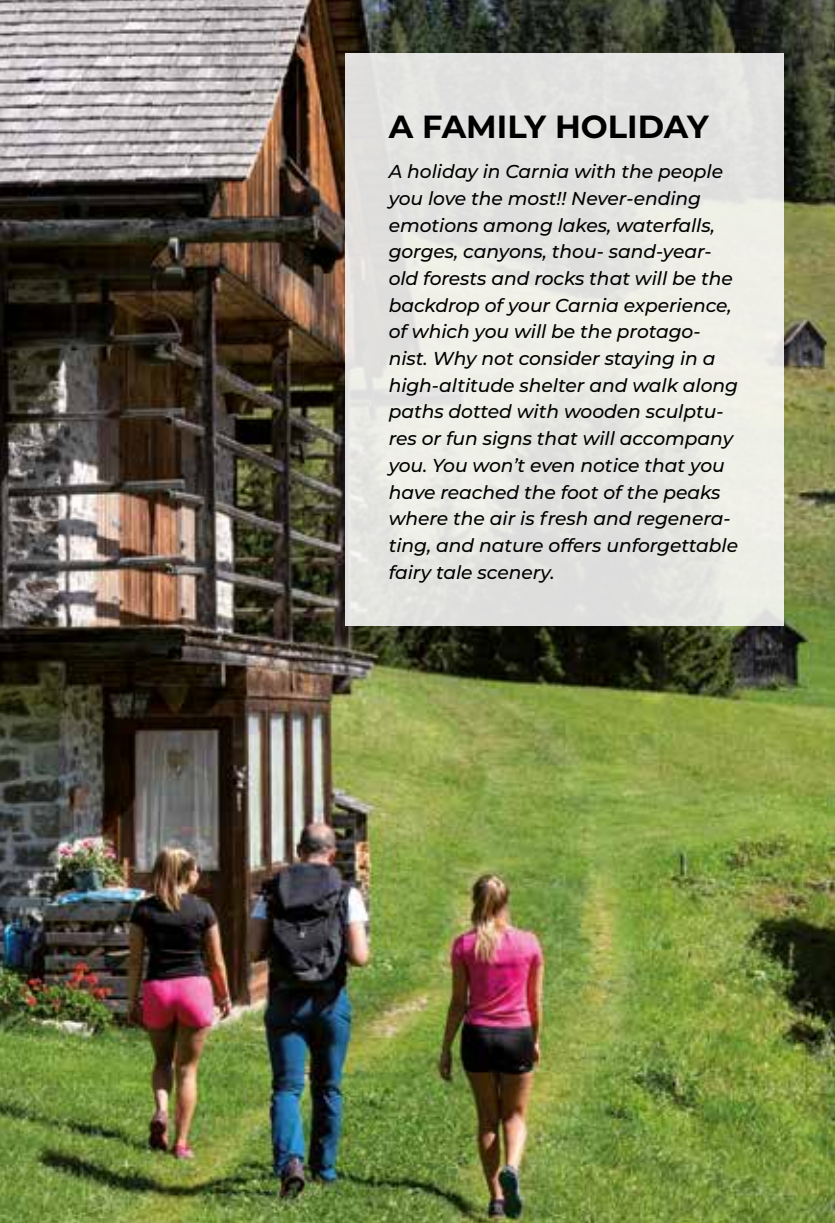 A FAMILY HOLIDAY
A holiday in Carnia with the people
you love the most!! Never-ending
emotions among lakes, waterfalls,
gorges, canyons, thou- sand-year-
old forests and rocks that will be the
backdrop of your Carnia experience,
of which you will be the protago-
nist. Why not consider staying in a
high-altitude shelter and walk along
paths dotted with wooden sculptu-
res or fun signs that will accompany
you. You won’t even notice that you
have reached the foot of the peaks
where the air is fresh and regenera-
ting, and nature offers unforgettable
fairy tale scenery.